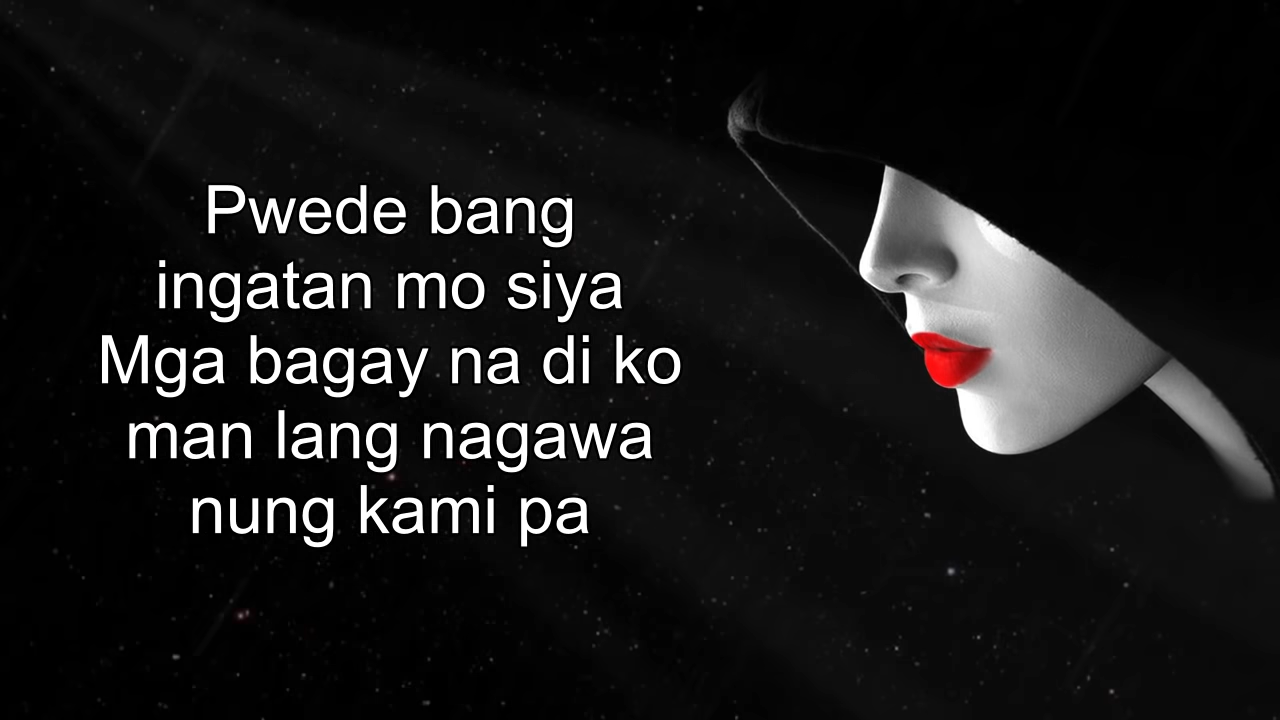 Pwede bang
ingatan mo siya
Mga bagay na di ko
man lang nagawa
nung kami pa